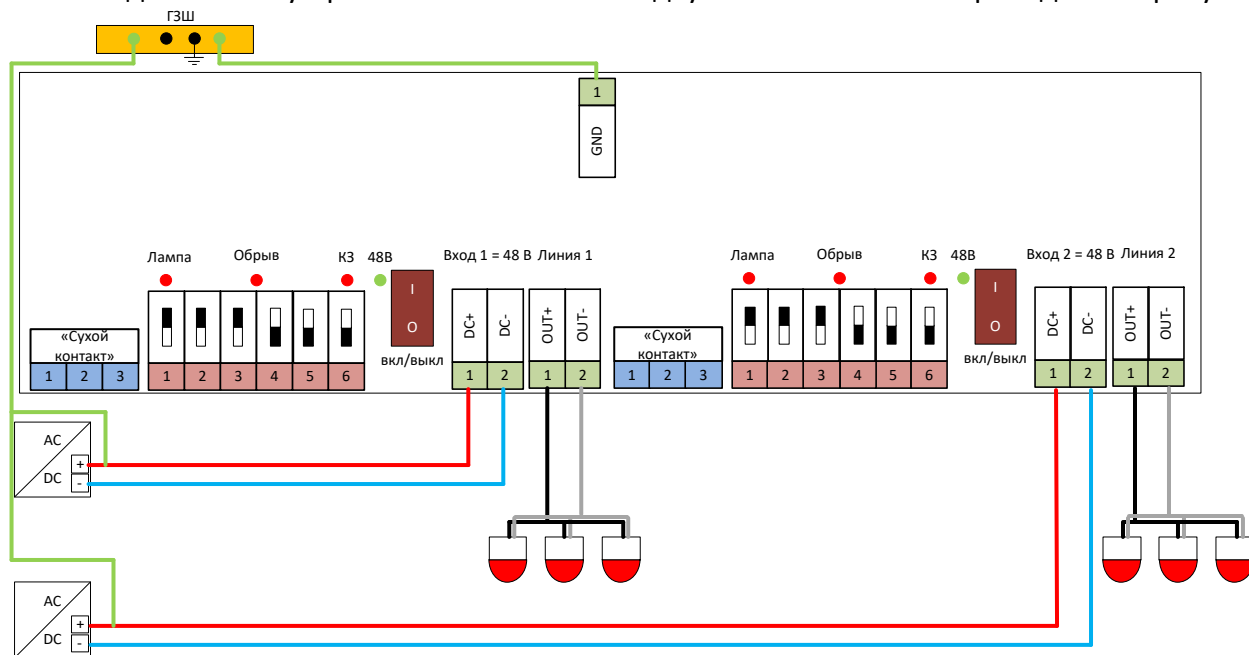 ГЗШ
1
GND
Лампа Обрыв КЗ 48В Вход 1 = 48 В Линия 1
Лампа Обрыв КЗ 48В Вход 2 = 48 В Линия 2
I
O
вкл/выкл
DC+ DC- OUT+ OUT-
«Сухой
контакт»
1 2 3 1 2 3 4 5 6 1 2 1 2
I
O
вкл/выкл
DC+ DC- OUT+ OUT-
«Сухой
контакт»
1 2 3 1 2 3 4 5 6 1 2 1 2
AC
+
DC -
AC
+
DC -